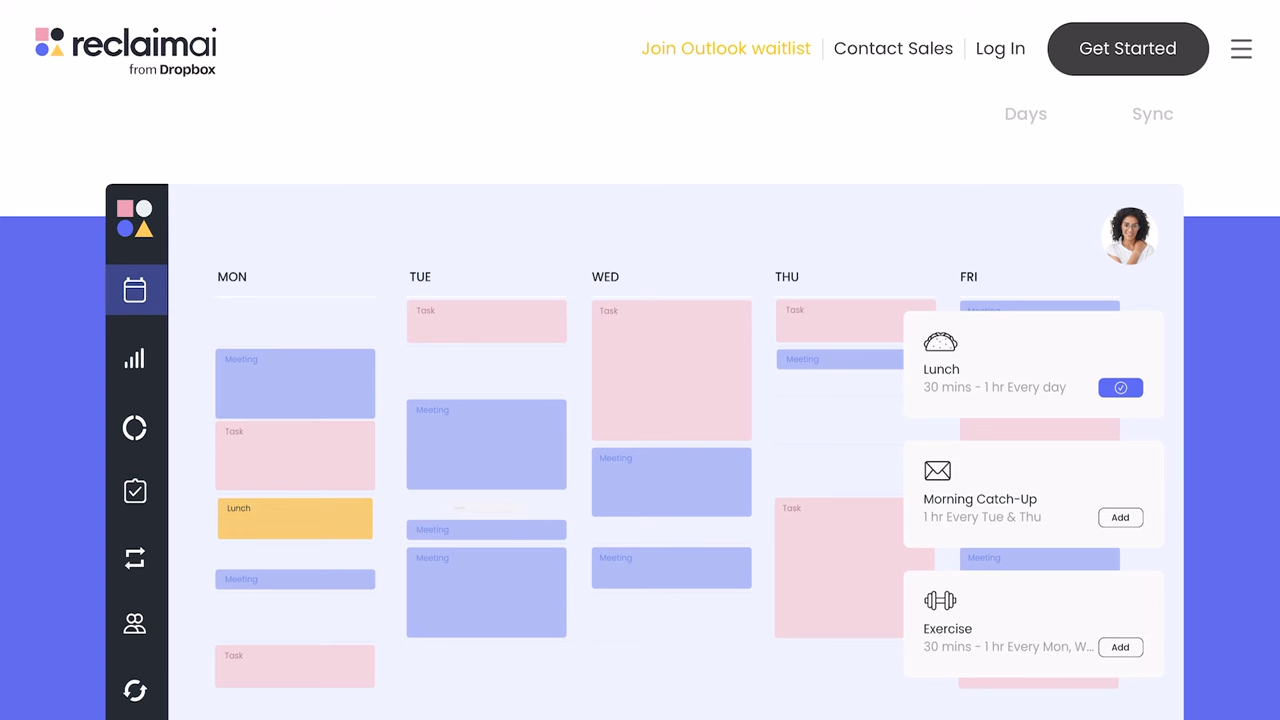 reclaimai
from Dropbox
Join Outlook waitlist
Contact Sales
Log In
Get Started
Days
Sync
MON
TUE
WED
THU
FRI
Task
Task
Task
Meeting
Meeting
Meeting
Lunch
30 mins - 1 hr Every day
Meeting
Task
Meeting
Morning Catch-Up
1 hr Every Tue & Thu
Add
Lunch
Task
Meeting
Meeting
Meeting
Meeting
Meeting
Exercise
30 mins - 1 hr Every Mon, W...
Add
Task